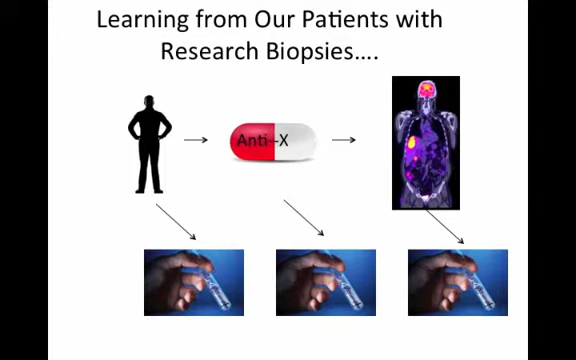 Learning from Our Patients with
Research Biopsies....
Anti--X